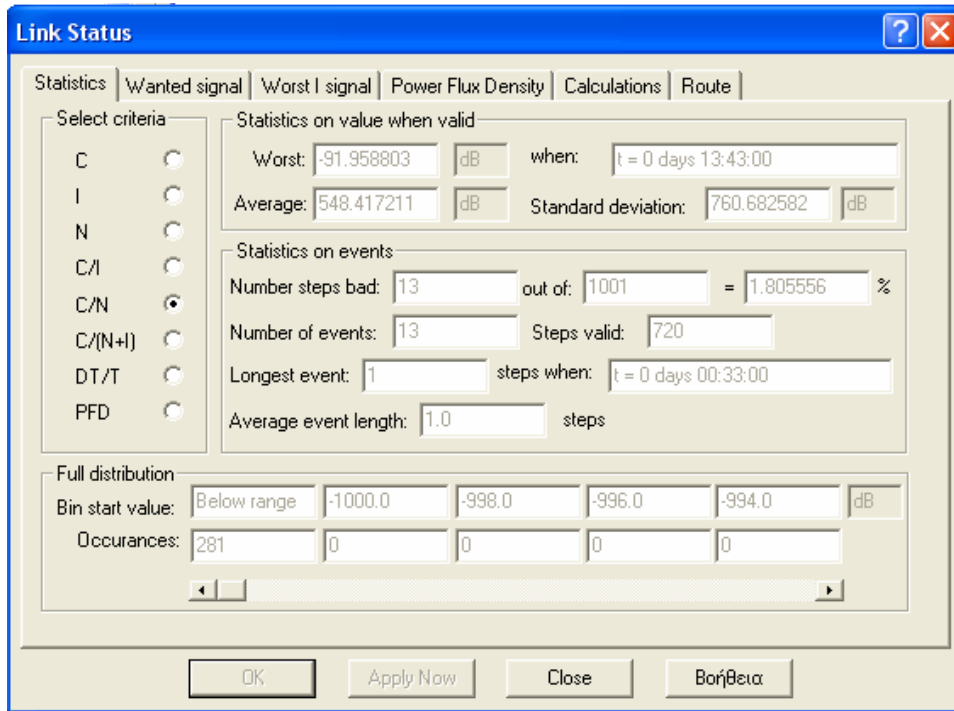 Link Status
Statistics Wanted signal Worst I signal Power Flux Density Calculations Route
Select criteria
C
I
N
C/I
C/N
C/(N+I)
DT/T
PFD
Statistics on value when valid
Worst: -91.958803 dB when: t = 0 days 13:43:00
Average: 548.417211 dB Standard deviation: 760.682582 dB
Statistics on events
Number steps bad: 13 out of: 1001 = 1.805556 %
Number of events: 13 Steps valid: 720
Longest event: 1 steps when: t = 0 days 00:33:00
Average event length: 1.0 steps
Full distribution
Bin start value: Below range -1000.0 -998.0 -996.0 -994.0 dB
Occurances: 281 0 0 0 0
OK Apply Now Close Βοήθεια